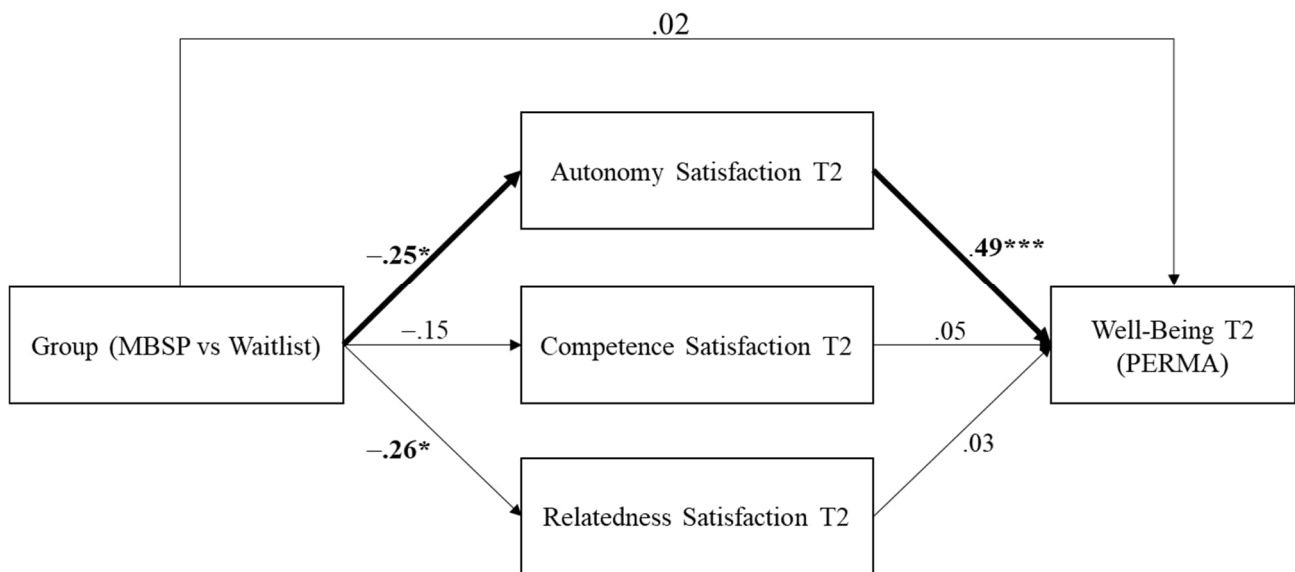 .02
Autonomy Satisfaction T2
–.25*
.49***
Group (MBSP vs Waitlist)
–.15
Competence Satisfaction T2
.05
Well-Being T2
(PERMA)
–.26*
.03
Relatedness Satisfaction T2